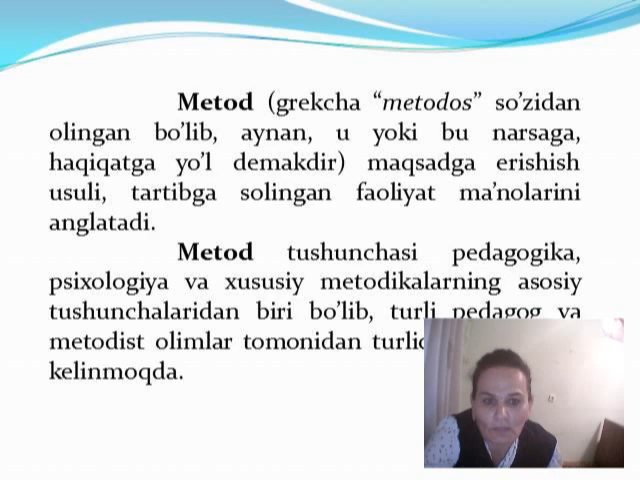 Metod (grekcha “metodos” so’zidan
olingan bo’lib, aynan, u yoki bu narsaga,
haqiqatga yo’l demakdir) maqsadga erishish
usuli, tartibga solingan faoliyat ma’nolarini
anglatadi.
Metod tushunchasi pedagogika,
psixologiya va xususiy metodikalarning asosiy
tushunchalaridan biri bo’lib, turli pedagog va
metodist olimlar tomonidan
kelinmoqda.